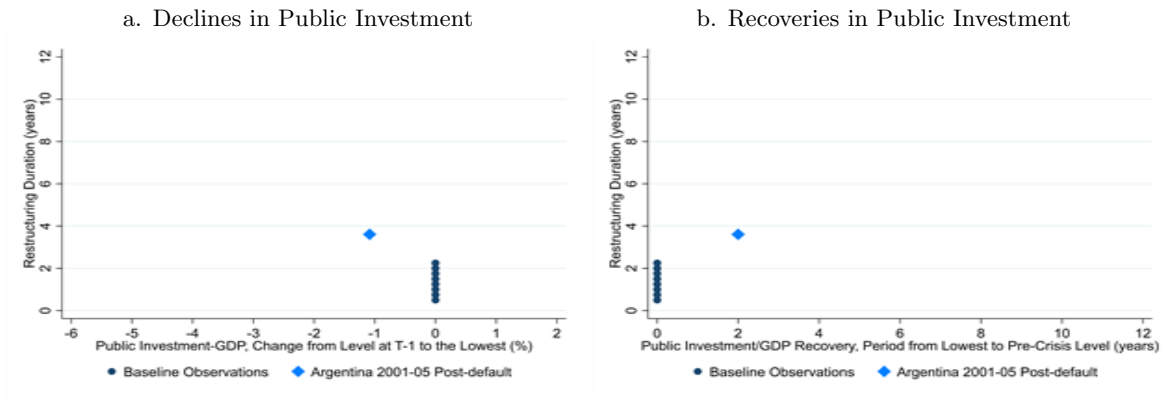 a. Declines in Public Investment
Restructuring Duration (years)
12
10
8
6
4
2
0
-6 -5 -4 -3 -2 -1 0 1 2
Public Investment-GDP, Change from Level at T-1 to the Lowest (%)
Baseline Observations Argentina 2001-05 Post-default
b. Recoveries in Public Investment
Restructuring Duration (years)
12
10
8
6
4
2
0
0 2 4 6 8 10 12
Public Investment/GDP Recovery, Period from Lowest to Pre-Crisis Level (years)
Baseline Observations Argentina 2001-05 Post-default